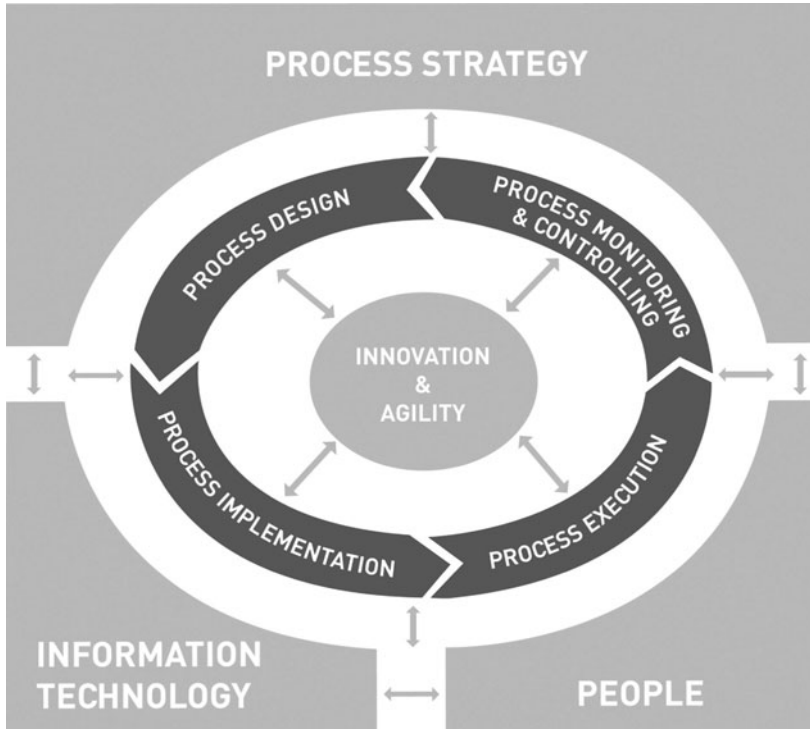 PROCESS STRATEGY
PROCESS DESIGN
PROCESS MONITORING
& CONTROLLING
INNOVATION
&
AGILITY
PROCESS IMPLEMENTATION
PROCESS EXECUTION
INFORMATION
TECHNOLOGY
PEOPLE